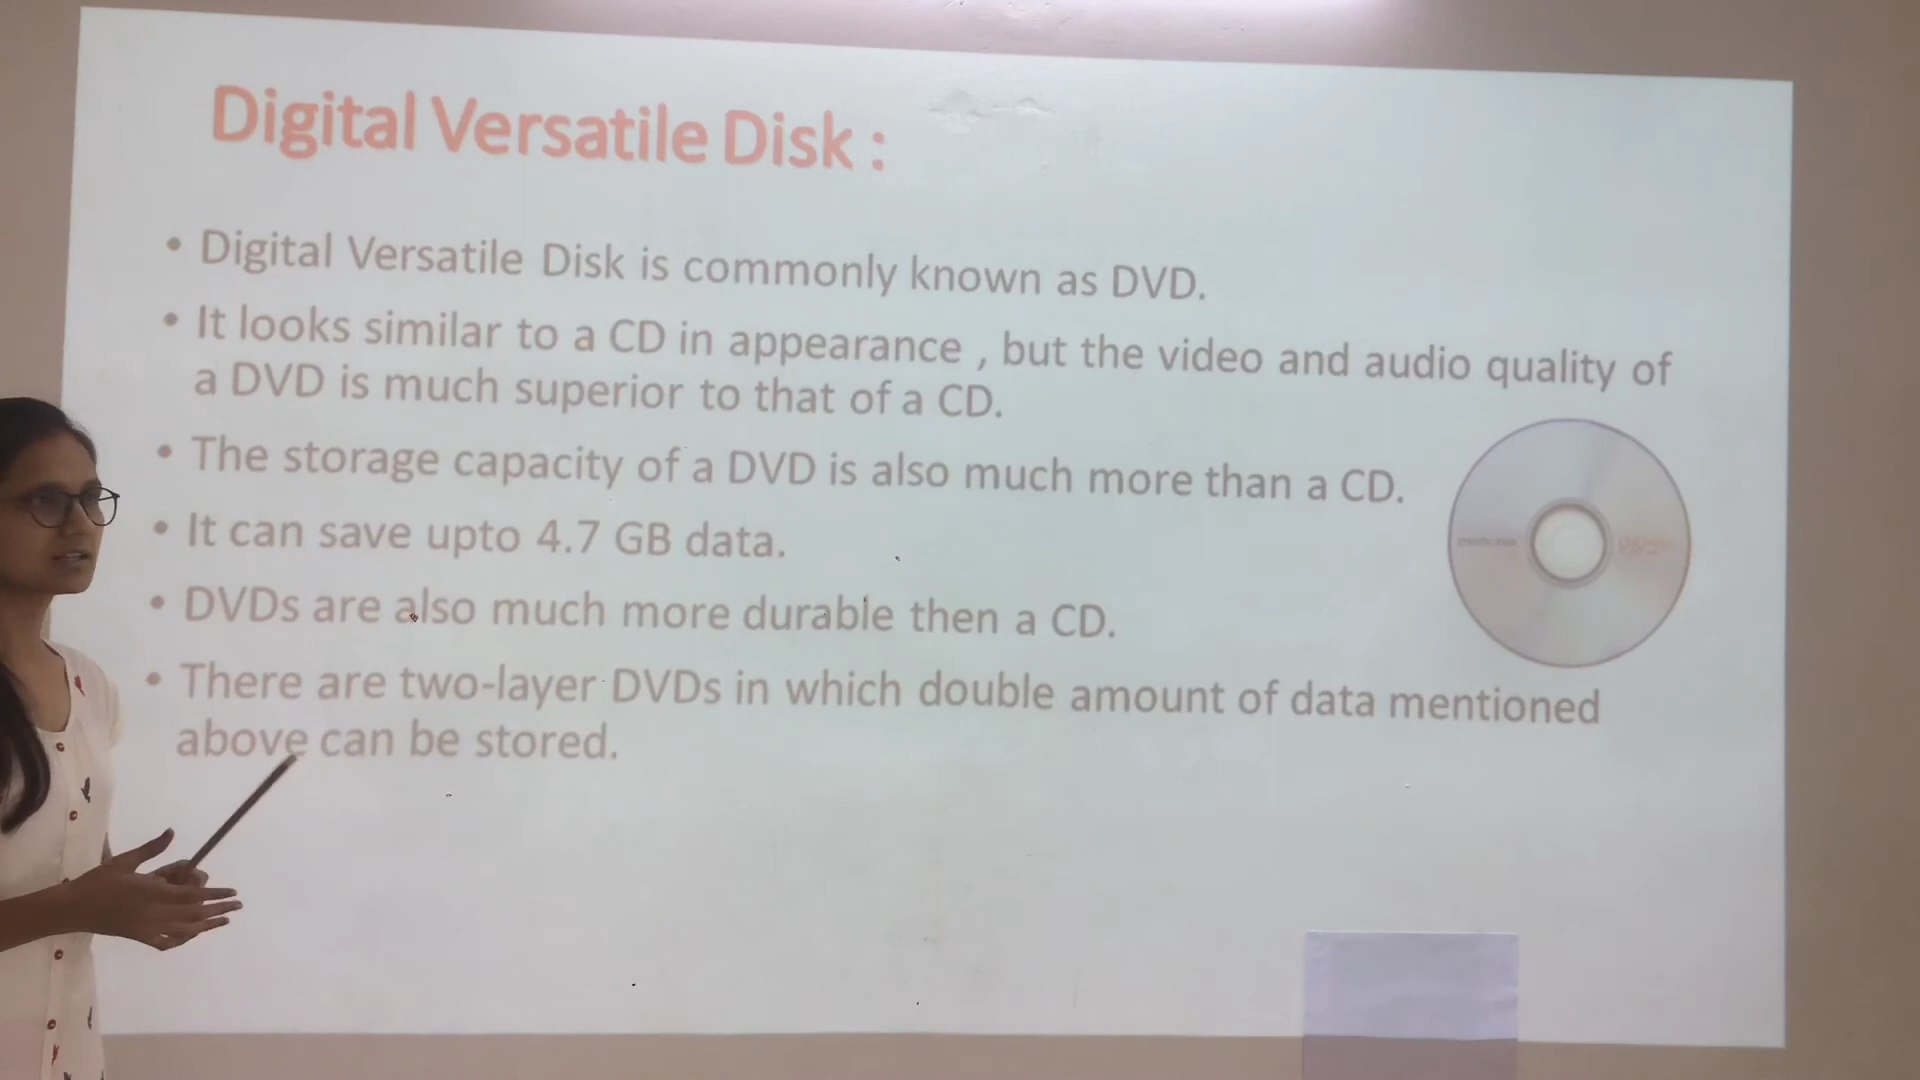 Digital Versatile Disk :
• Digital Versatile Disk is commonly known as DVD.
• It looks similar to a CD in appearance , but the video and audio quality of
a DVD is much superior to that of a CD.
• The storage capacity of a DVD is also much more than a CD.
• It can save upto 4.7 GB data.
• DVDs are also much more durable then a CD.
• There are two-layer DVDs in which double amount of data mentioned
above can be stored.